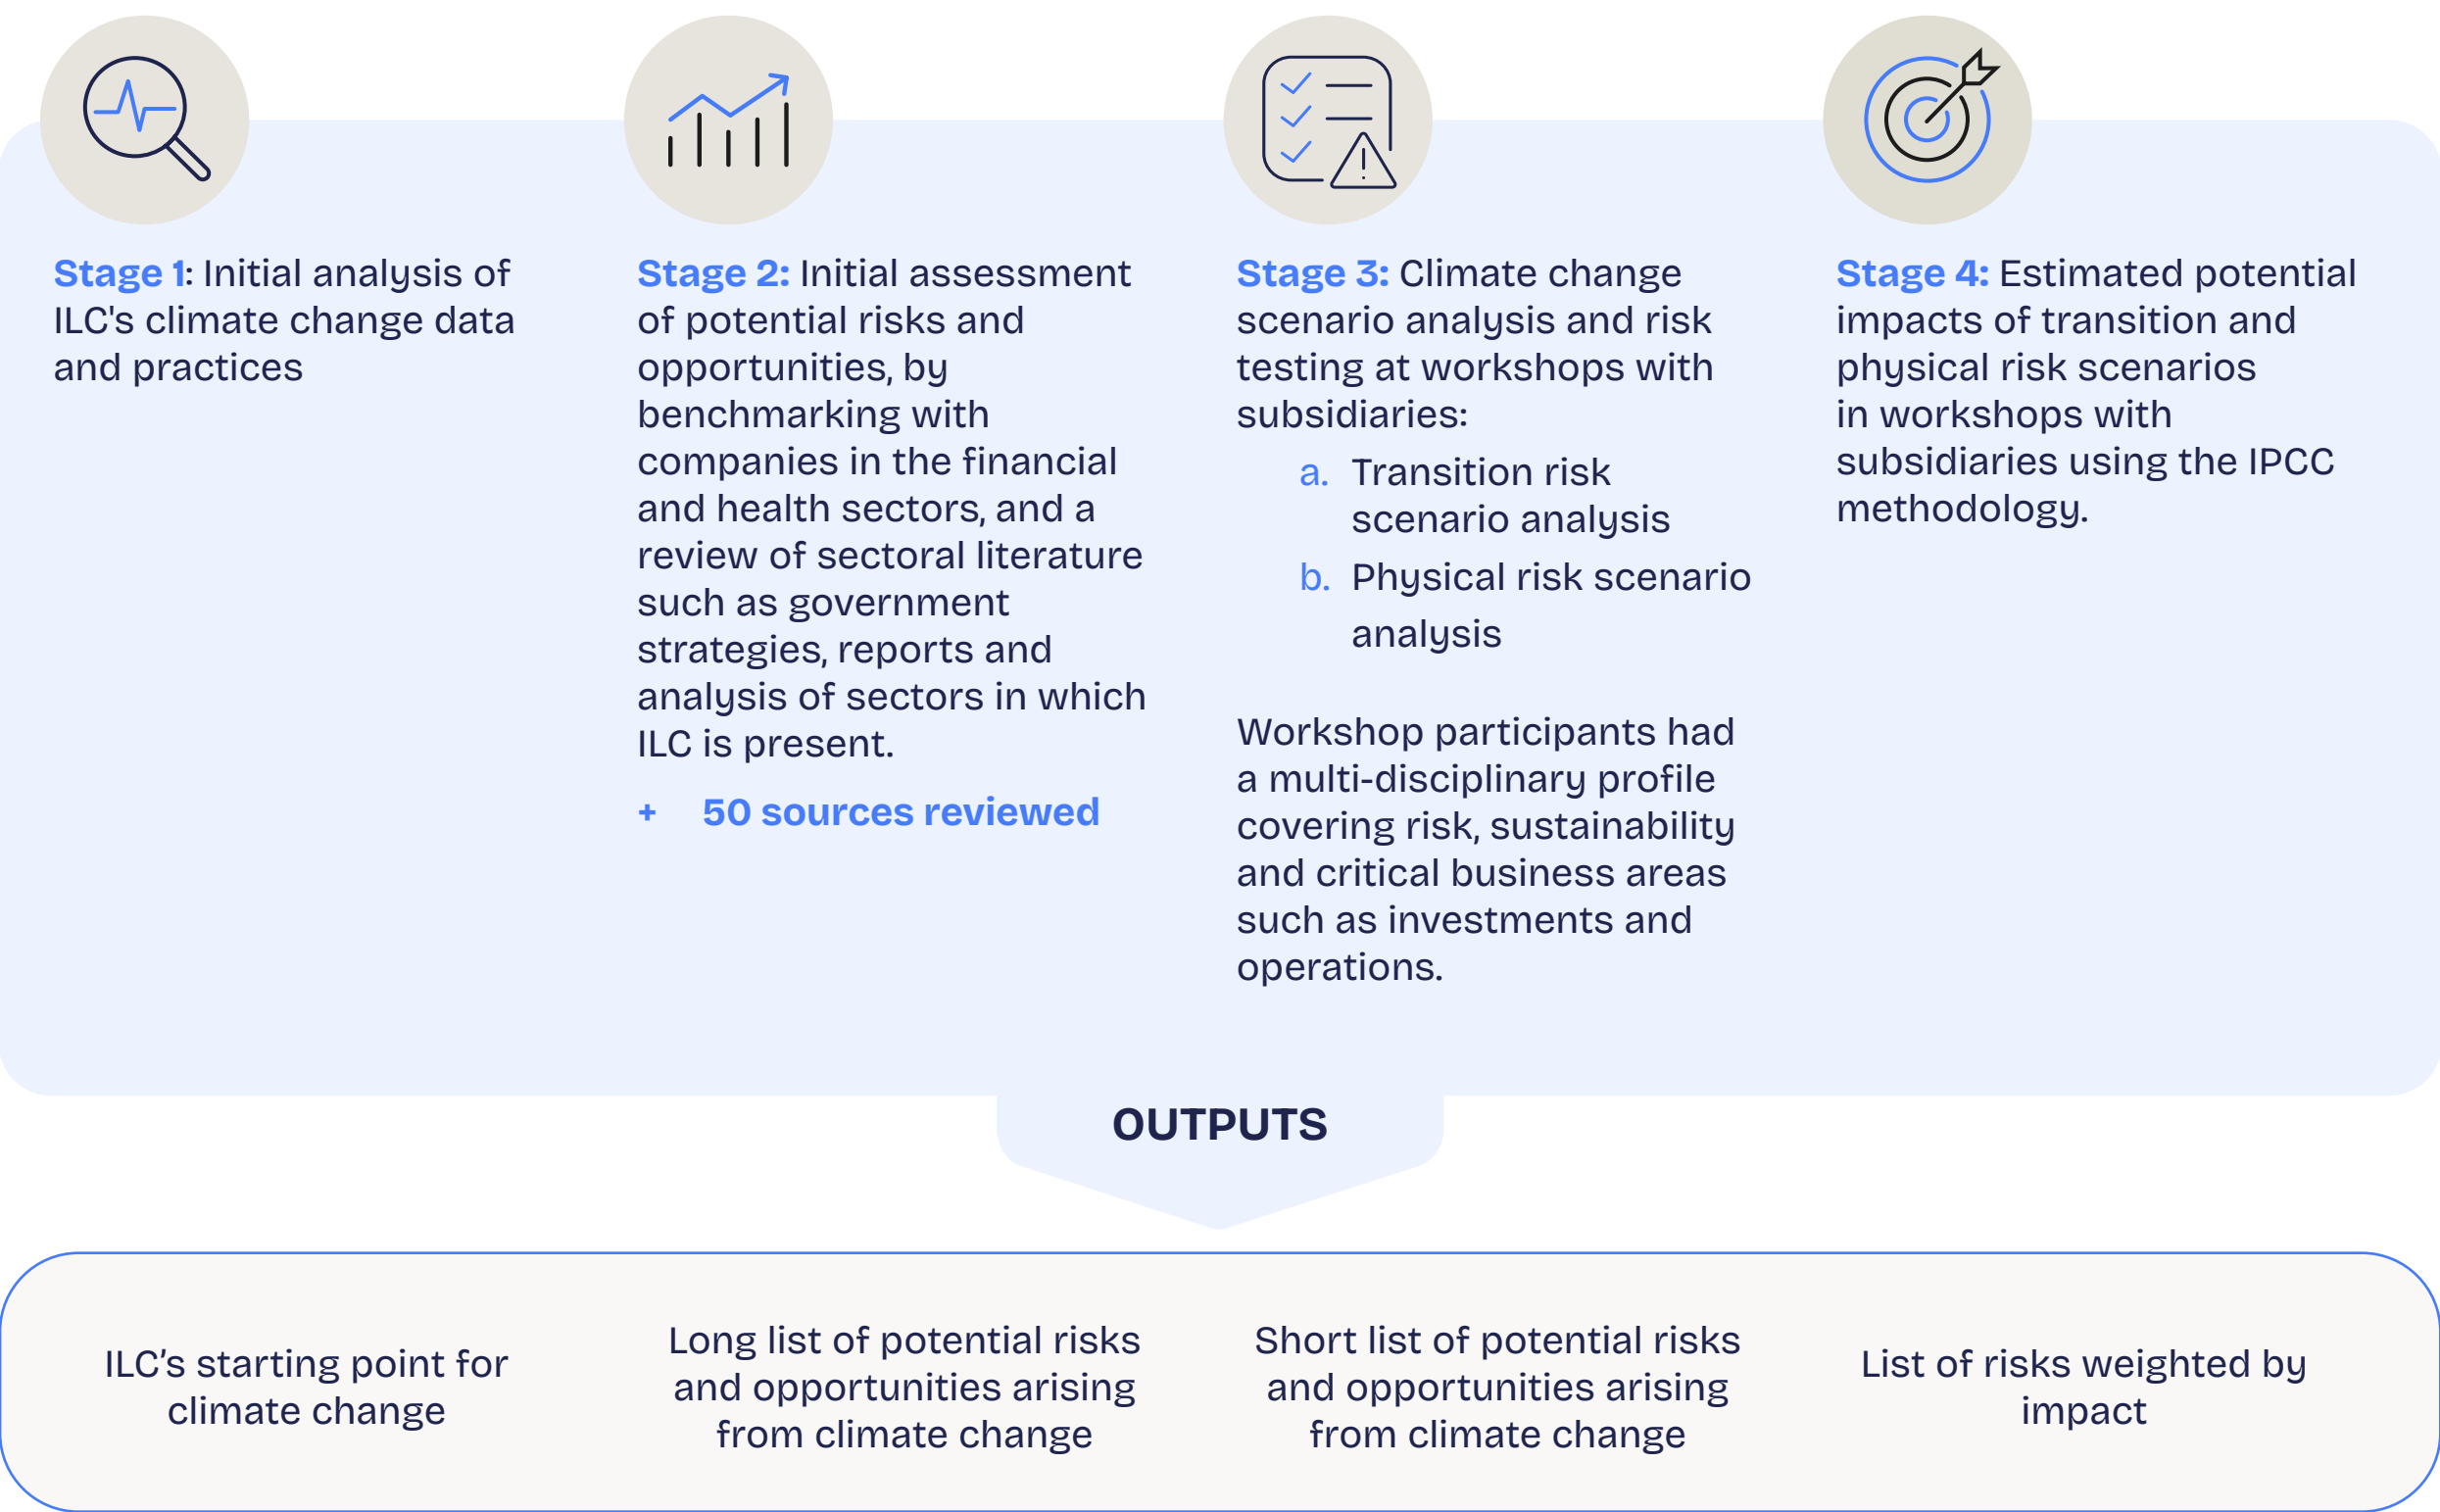 Stage 1: Initial analysis of
ILC's climate change data
and practices
Stage 2: Initial assessment
of potential risks and
opportunities, by
benchmarking with
companies in the financial
and health sectors, and a
review of sectoral literature
such as government
strategies, reports and
analysis of sectors in which
ILC is present.
+ 50 sources reviewed
Stage 3: Climate change
scenario analysis and risk
testing at workshops with
subsidiaries:
a. Transition risk
scenario analysis
b. Physical risk scenario
analysis
Workshop participants had
a multi-disciplinary profile
covering risk, sustainability
and critical business areas
such as investments and
operations.
Stage 4: Estimated potential
impacts of transition and
physical risk scenarios
in workshops with
subsidiaries using the IPCC
methodology.
OUTPUTS
ILC’s starting point for
climate change
Long list of potential risks
and opportunities arising
from climate change
Short list of potential risks
and opportunities arising
from climate change
List of risks weighted by
impact